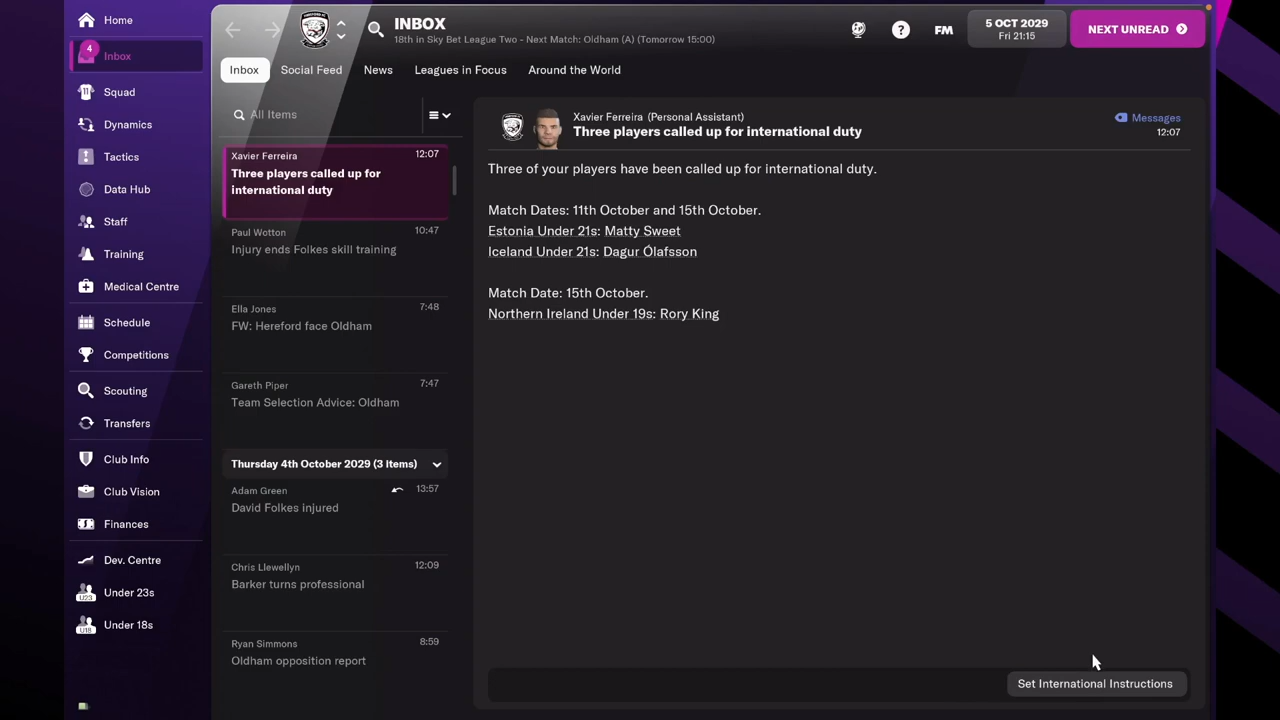 Home
4
Inbox
11
Squad
Dynamics
Tactics
Data Hub
Staff
Training
Medical Centre
Schedule
Competitions
Scouting
Transfers
Club Info
Club Vision
Finances
Dev. Centre
U23
Under 23s
U18
Under 18s
INBOX
18th in Sky Bet League Two - Next Match: Oldham (A) (Tomorrow 15:00)
?
FM
5 OCT 2029
Fri 21:15
NEXT UNREAD
Inbox
Social Feed
News
Leagues in Focus
Around the World
All Items
Xavier Ferreira 12:07
Three players called up for
international duty
Paul Wotton 10:47
Injury ends Folkes skill training
Ella Jones 7:48
FW: Hereford face Oldham
Gareth Piper 7:47
Team Selection Advice: Oldham
Thursday 4th October 2029 (3 Items)
Adam Green 13:57
David Folkes injured
Chris Llewellyn 12:09
Barker turns professional
Ryan Simmons 8:59
Oldham opposition report
Xavier Ferreira (Personal Assistant)
Three players called up for international duty
Messages
12:07
Three of your players have been called up for international duty.
Match Dates: 11th October and 15th October.
Estonia Under 21s: Matty Sweet
Iceland Under 21s: Dagur Ólafsson
Match Date: 15th October.
Northern Ireland Under 19s: Rory King
Set International Instructions